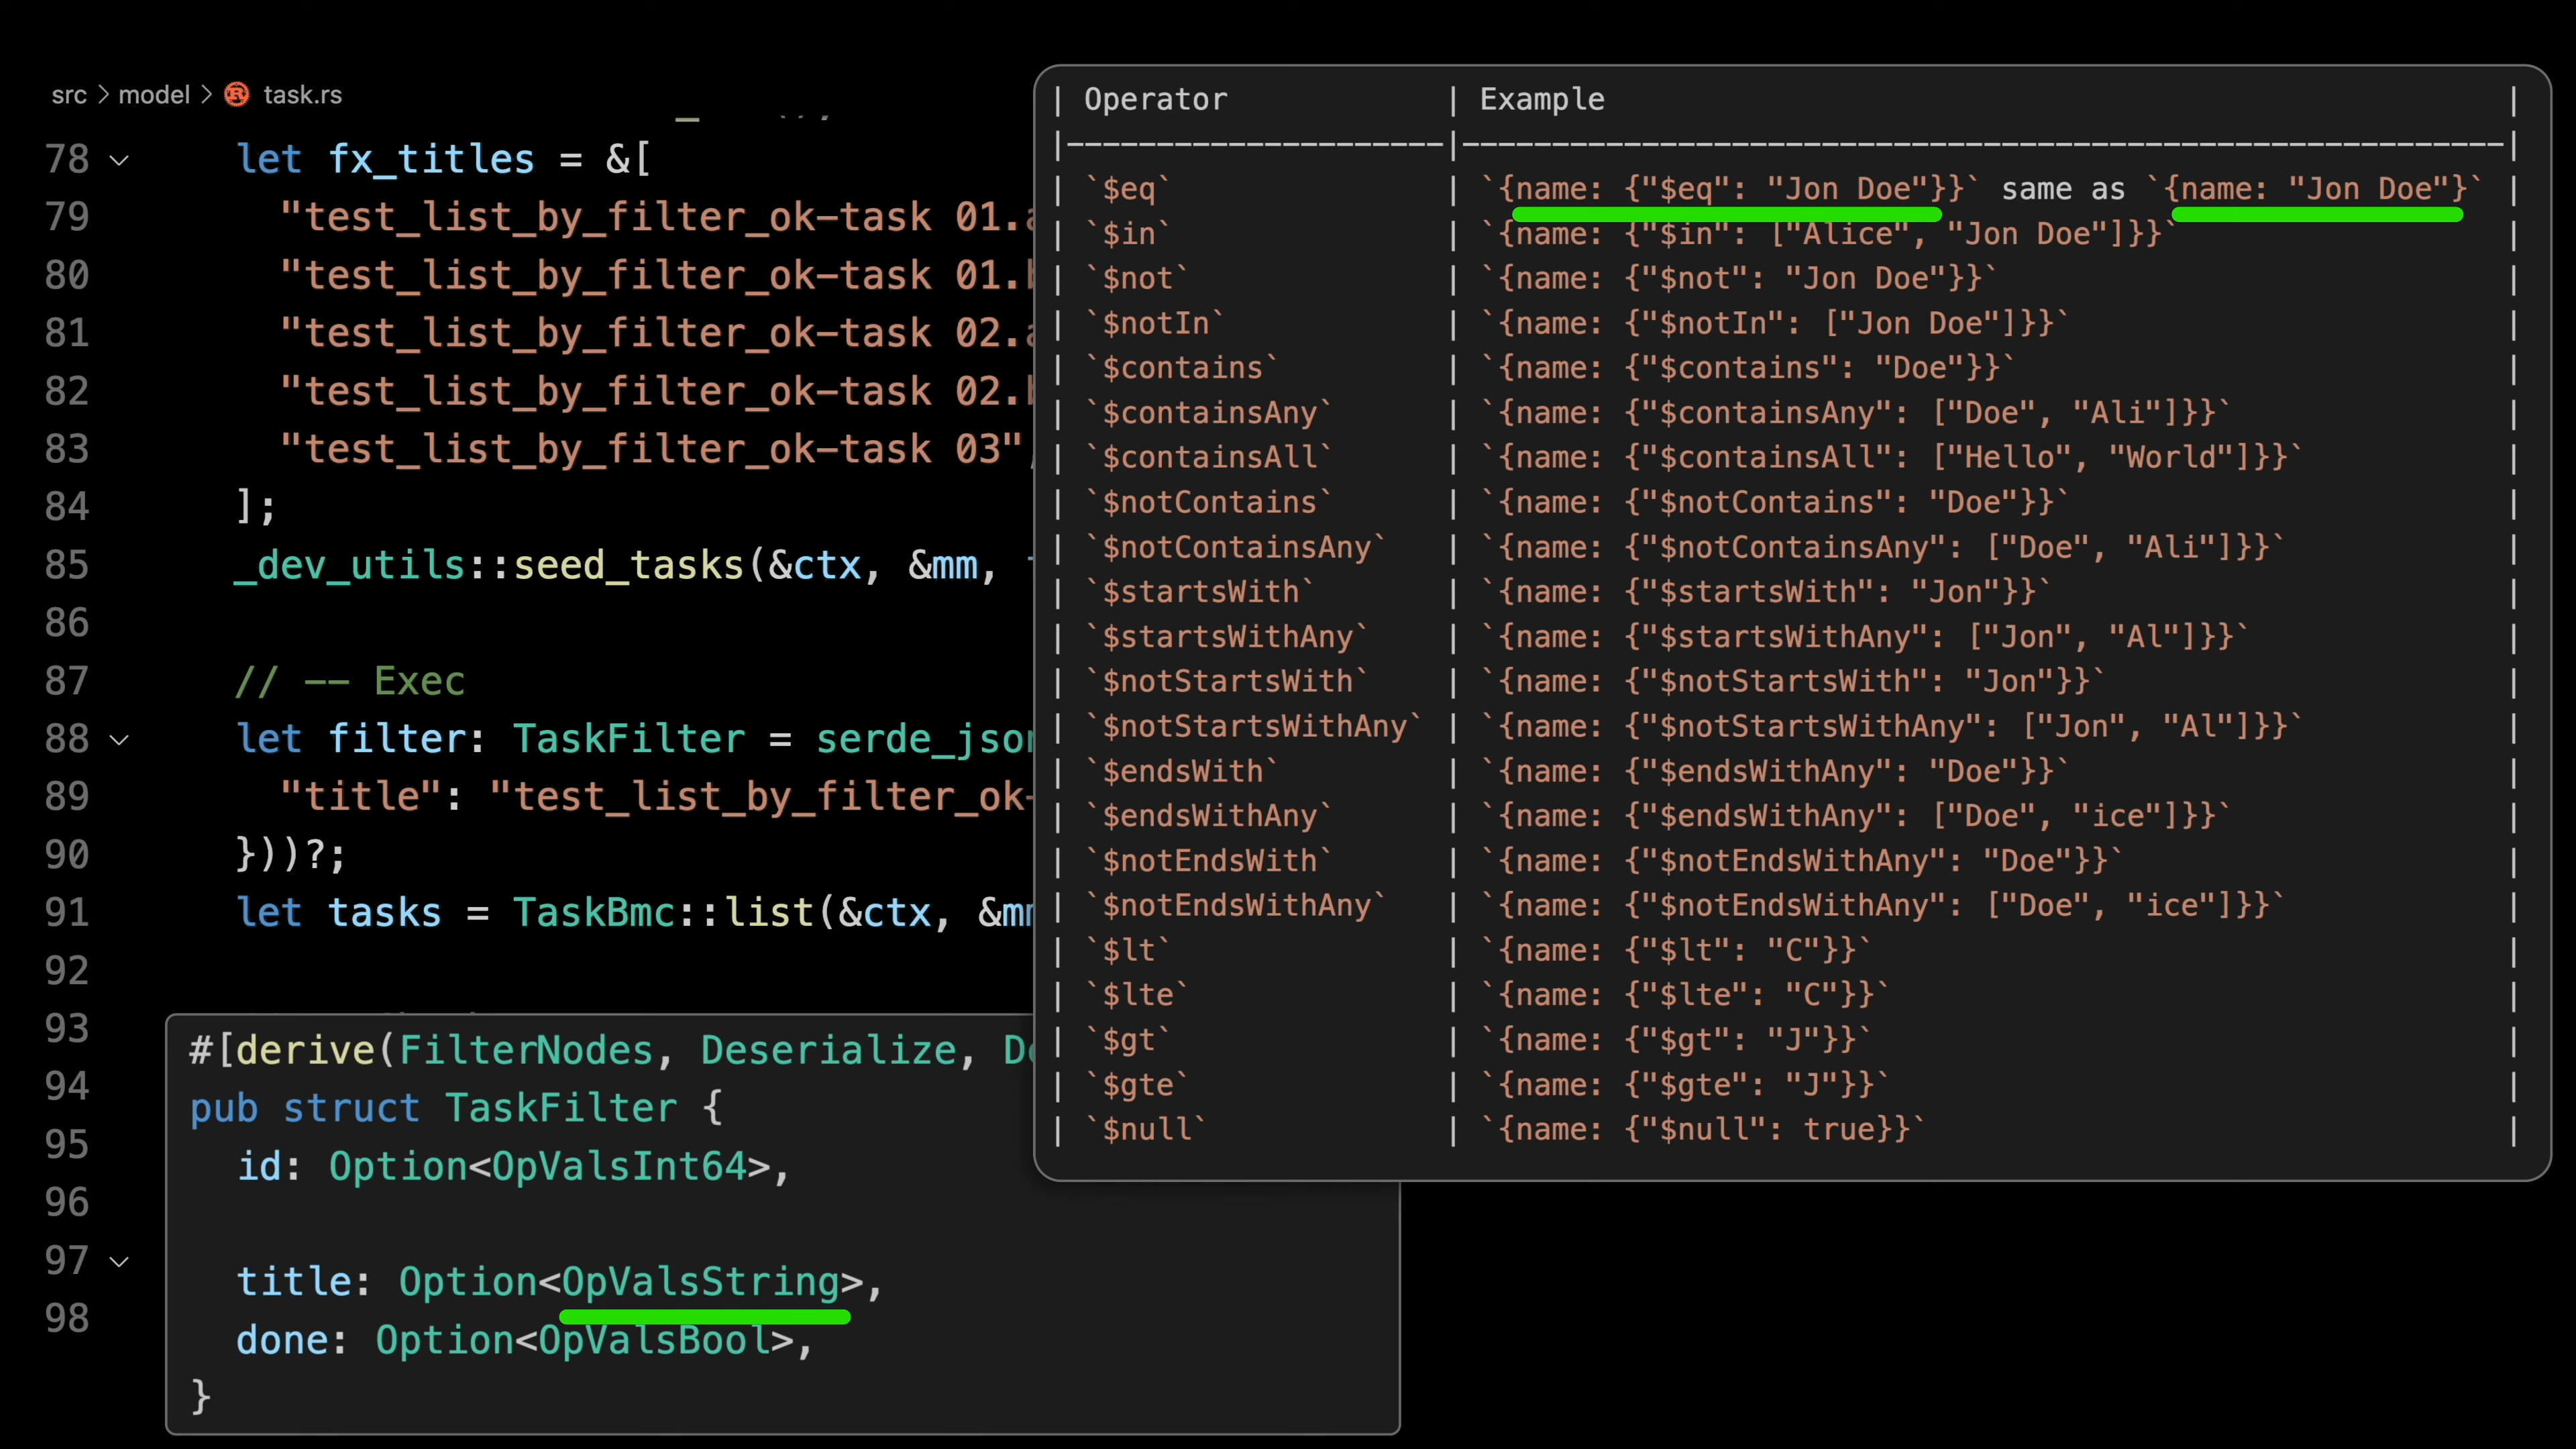 src > model > task.rs
78 let fx_titles = &[
79 "test_list_by_filter_ok-task 01.a
80 "test_list_by_filter_ok-task 01.b
81 "test_list_by_filter_ok-task 02.a
82 "test_list_by_filter_ok-task 02.b
83 "test_list_by_filter_ok-task 03",
84 ];
85 _dev_utils::seed_tasks(&ctx, &mm,
86
87 // -- Exec
88 let filter: TaskFilter = serde_json
89 "title": "test_list_by_filter_ok-
90 }))?;
91 let tasks = TaskBmc::list(&ctx, &mm
92
93
94
95
96
97
98
#[derive(FilterNodes, Deserialize, De
pub struct TaskFilter {
id: Option<OpValsInt64>,
title: Option<OpValsString>,
done: Option<OpValsBool>,
}
| Operator | Example |
|---------------------|-----------------------------------------------------------|
| `$eq` | `{name: {"$eq": "Jon Doe"}}` same as `{name: "Jon Doe"}` |
| `$in` | `{name: {"$in": ["Alice", "Jon Doe"]}}` |
| `$not` | `{name: {"$not": "Jon Doe"}}` |
| `$notIn` | `{name: {"$notIn": ["Jon Doe"]}}` |
| `$contains` | `{name: {"$contains": "Doe"}}` |
| `$containsAny` | `{name: {"$containsAny": ["Doe", "Ali"]}}` |
| `$containsAll` | `{name: {"$containsAll": ["Hello", "World"]}}` |
| `$notContains` | `{name: {"$notContains": "Doe"}}` |
| `$notContainsAny` | `{name: {"$notContainsAny": ["Doe", "Ali"]}}` |
| `$startsWith` | `{name: {"$startsWith": "Jon"}}` |
| `$startsWithAny` | `{name: {"$startsWithAny": ["Jon", "Al"]}}` |
| `$notStartsWith` | `{name: {"$notStartsWith": "Jon"}}` |
| `$notStartsWithAny` | `{name: {"$notStartsWithAny": ["Jon", "Al"]}}` |
| `$endsWith` | `{name: {"$endsWithAny": "Doe"}}` |
| `$endsWithAny` | `{name: {"$endsWithAny": ["Doe", "ice"]}}` |
| `$notEndsWith` | `{name: {"$notEndsWithAny": "Doe"}}` |
| `$notEndsWithAny` | `{name: {"$notEndsWithAny": ["Doe", "ice"]}}` |
| `$lt` | `{name: {"$lt": "C"}}` |
| `$lte` | `{name: {"$lte": "C"}}` |
| `$gt` | `{name: {"$gt": "J"}}` |
| `$gte` | `{name: {"$gte": "J"}}` |
| `$null` | `{name: {"$null": true}}` |